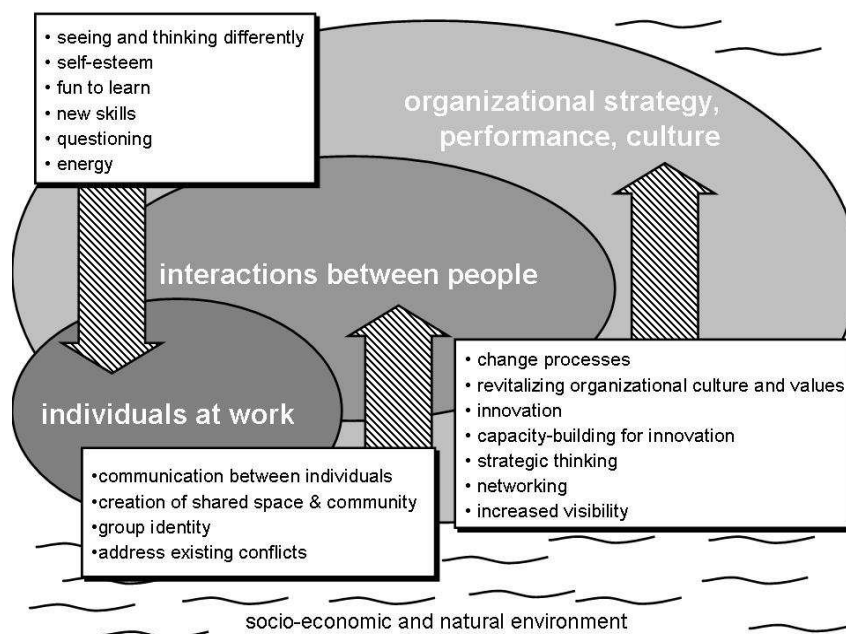 • seeing and thinking differently
• self-esteem
• fun to learn
• new skills
• questioning
• energy
organizational strategy,
performance, culture
interactions between people
individuals at work
• change processes
• revitalizing organizational culture and values
• innovation
• capacity-building for innovation
• strategic thinking
• networking
• increased visibility
•communication between individuals
•creation of shared space & community
•group identity
•address existing conflicts
socio-economic and natural environment